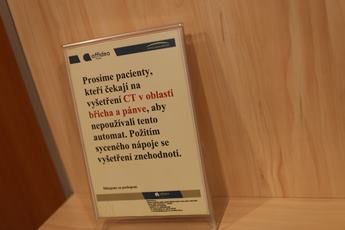 affidea
Prosíme pacienty,
kteří čekají na
vyšetření CT v oblasti
břicha a pánve, aby
nepoužívali tento
automat. Požitím
syceného nápoje se
vyšetření znehodnotí.
Děkujeme za pochopení